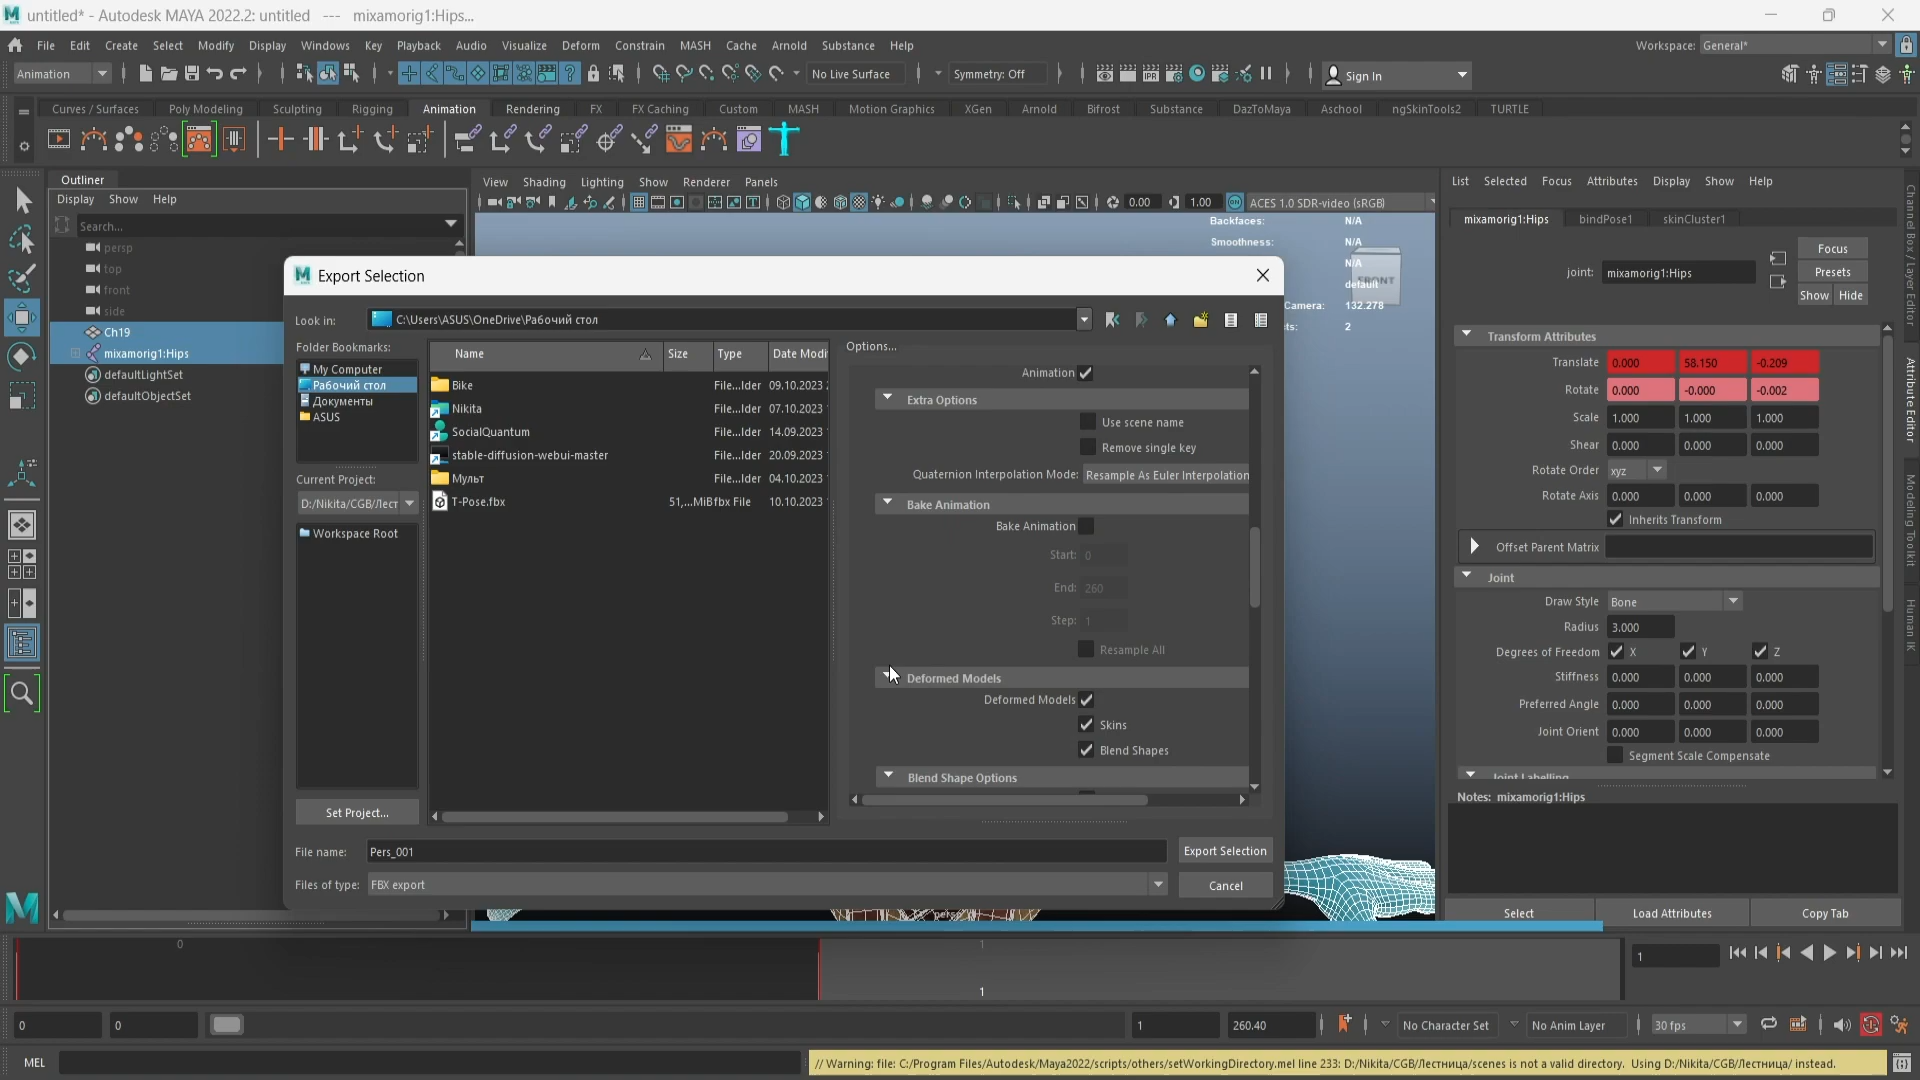 untitled* - Autodesk MAYA 2022.2: untitled --- mixamorig1:Hips...
File Edit Create Select Modify Display Windows Key Playback Audio Visualize Deform Constrain MASH Cache Arnold Substance Help Workspace: General*
Animation No Live Surface Symmetry: Off Sign In
Curves / Surfaces Poly Modeling Sculpting Rigging Animation Rendering FX FX Caching Custom MASH Motion Graphics XGen Arnold Bifrost Substance DazToMaya Aschool ngSkinTools2 TURTLE
Outliner
Display Show Help
Search...
persp
top
front
side
Ch19
mixamorig1:Hips
defaultLightSet
defaultObjectSet
View Shading Lighting Show Renderer Panels
0.00 1.00 ACES 1.0 SDR-video (sRGB)
Backfaces: N/A
Smoothness: N/A
N/A
default
Camera: 132.278
ts: 2
FRONT
persp
Export Selection
Look in: C:\Users\ASUS\OneDrive\Рабочий стол
Folder Bookmarks:
My Computer
Рабочий стол
Документы
ASUS
Current Project:
D:/Nikita/CGB/Лест
Workspace Root
Set Project...
Name Size Type Date Modi
Bike File...lder 09.10.2023
Nikita File...lder 07.10.2023
SocialQuantum File...lder 14.09.2023
stable-diffusion-webui-master File...lder 20.09.2023
Мульт File...lder 04.10.2023
T-Pose.fbx 51,...MiB fbx File 10.10.2023
Options...
Animation
Extra Options
Use scene name
Remove single key
Quaternion Interpolation Mode: Resample As Euler Interpolation
Bake Animation
Bake Animation
Start: 0
End: 260
Step: 1
Resample All
Deformed Models
Deformed Models
Skins
Blend Shapes
Blend Shape Options
File name: Pers_001 Export Selection
Files of type: FBX export Cancel
List Selected Focus Attributes Display Show Help
mixamorig1:Hips bindPose1 skinCluster1
joint: mixamorig1:Hips
Focus
Presets
Show Hide
Transform Attributes
Translate 0.000 58.150 -0.209
Rotate 0.000 -0.000 -0.002
Scale 1.000 1.000 1.000
Shear 0.000 0.000 0.000
Rotate Order xyz
Rotate Axis 0.000 0.000 0.000
Inherits Transform
Offset Parent Matrix
Joint
Draw Style Bone
Radius 3.000
Degrees of Freedom X Y Z
Stiffness 0.000 0.000 0.000
Preferred Angle 0.000 0.000 0.000
Joint Orient 0.000 0.000 0.000
Segment Scale Compensate
Joint Labelling
Notes: mixamorig1:Hips
Select Load Attributes Copy Tab
Channel Box / Layer Editor
Attribute Editor
Modeling Toolkit
Human IK
0 1
1
1
0 0 1 260.40 No Character Set No Anim Layer 30 fps
MEL // Warning: file: C:/Program Files/Autodesk/Maya2022/scripts/others/setWorkingDirectory.mel line 233: D:/Nikita/CGB/Лестница/scenes is not a valid directory. Using D:/Nikita/CGB/Лестница/ instead.